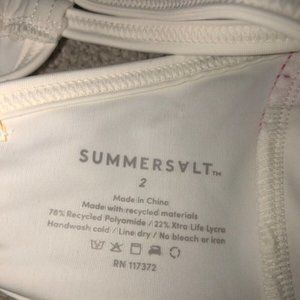 SUMMERSALT™
2
Made in China
Made with recycled materials
78% Recycled Polyamide / 22% Xtra Life Lycra
Handwash cold / Line dry / No bleach or iron
RN 117372